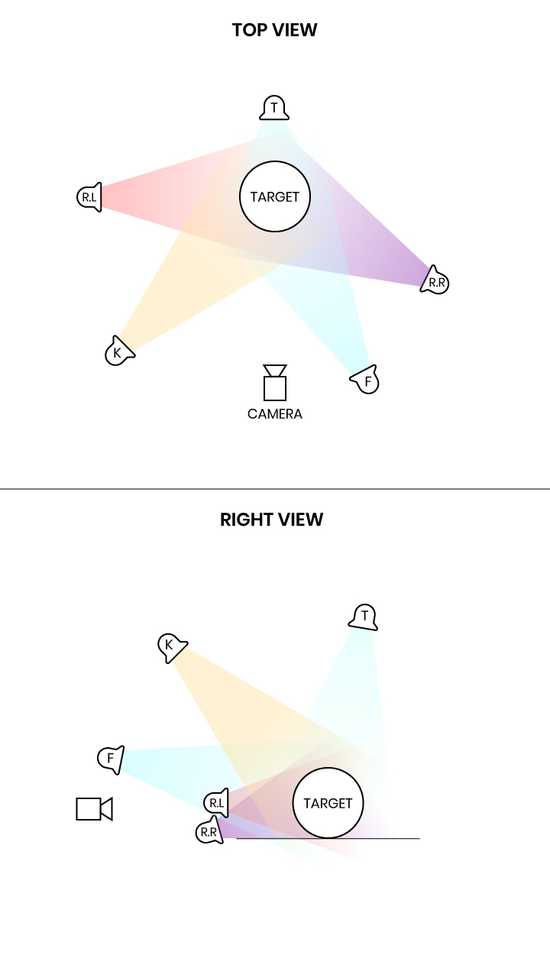 TOP VIEW
T
R.L
TARGET
R.R
K
F
CAMERA
RIGHT VIEW
T
K
F
R.L
TARGET
R.R